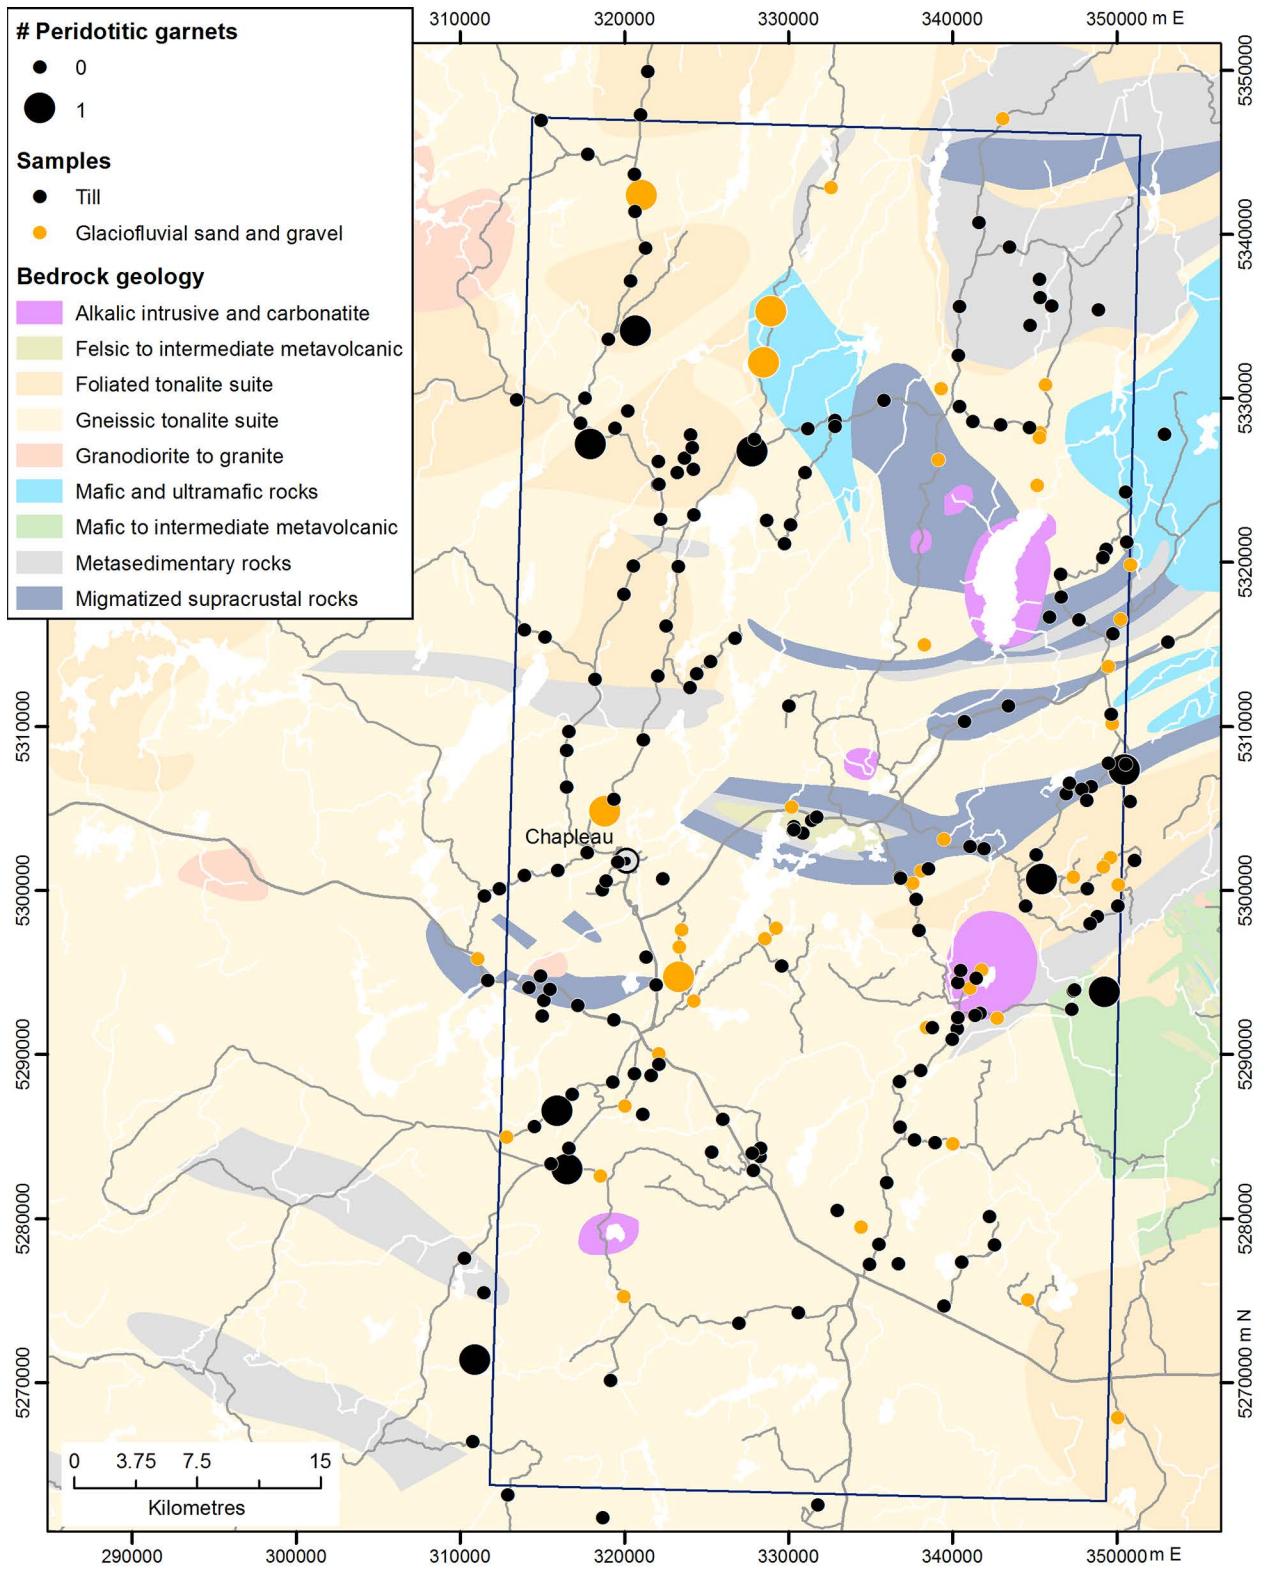 310000 320000 330000 340000 350000 m E
# Peridotitic garnets
0
1
Samples
Till
Glaciofluvial sand and gravel
Bedrock geology
Alkalic intrusive and carbonatite
Felsic to intermediate metavolcanic
Foliated tonalite suite
Gneissic tonalite suite
Granodiorite to granite
Mafic and ultramafic rocks
Mafic to intermediate metavolcanic
Metasedimentary rocks
Migmatized supracrustal rocks
5350000
5340000
5330000
5320000
5310000
5300000
5290000
5280000
5270000 m N
5310000
5300000
5290000
5280000
5270000
Chapleau
0 3.75 7.5 15
Kilometres
290000 300000 310000 320000 330000 340000 350000 m E